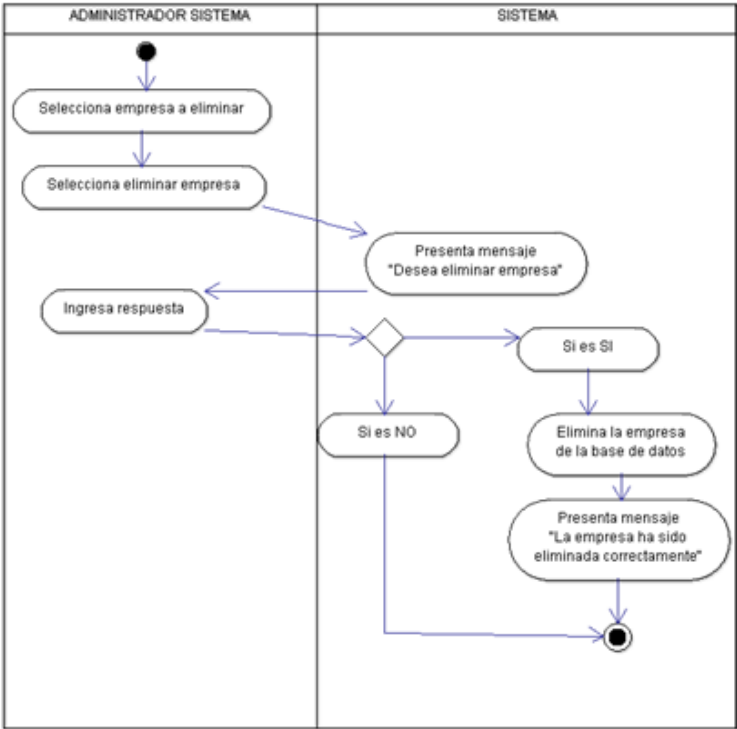 ADMINISTRADOR SISTEMA
SISTEMA
Selecciona empresa a eliminar
Selecciona eliminar empresa
Presenta mensaje
"Desea eliminar empresa"
Ingresa respuesta
Si es SI
Si es NO
Elimina la empresa
de la base de datos
Presenta mensaje
"La empresa ha sido
eliminada correctamente"